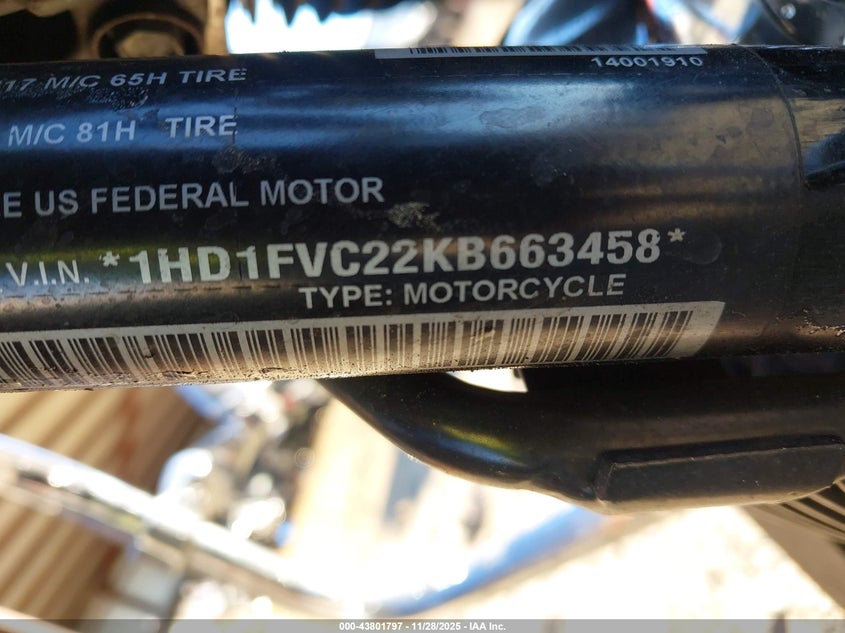 14001910
17 M/C 65H TIRE
M/C 81H TIRE
E US FEDERAL MOTOR
V.I.N. *1HD1FVC22KB663458*
TYPE: MOTORCYCLE
000-43801797 - 11/28/2025 - IAA Inc.